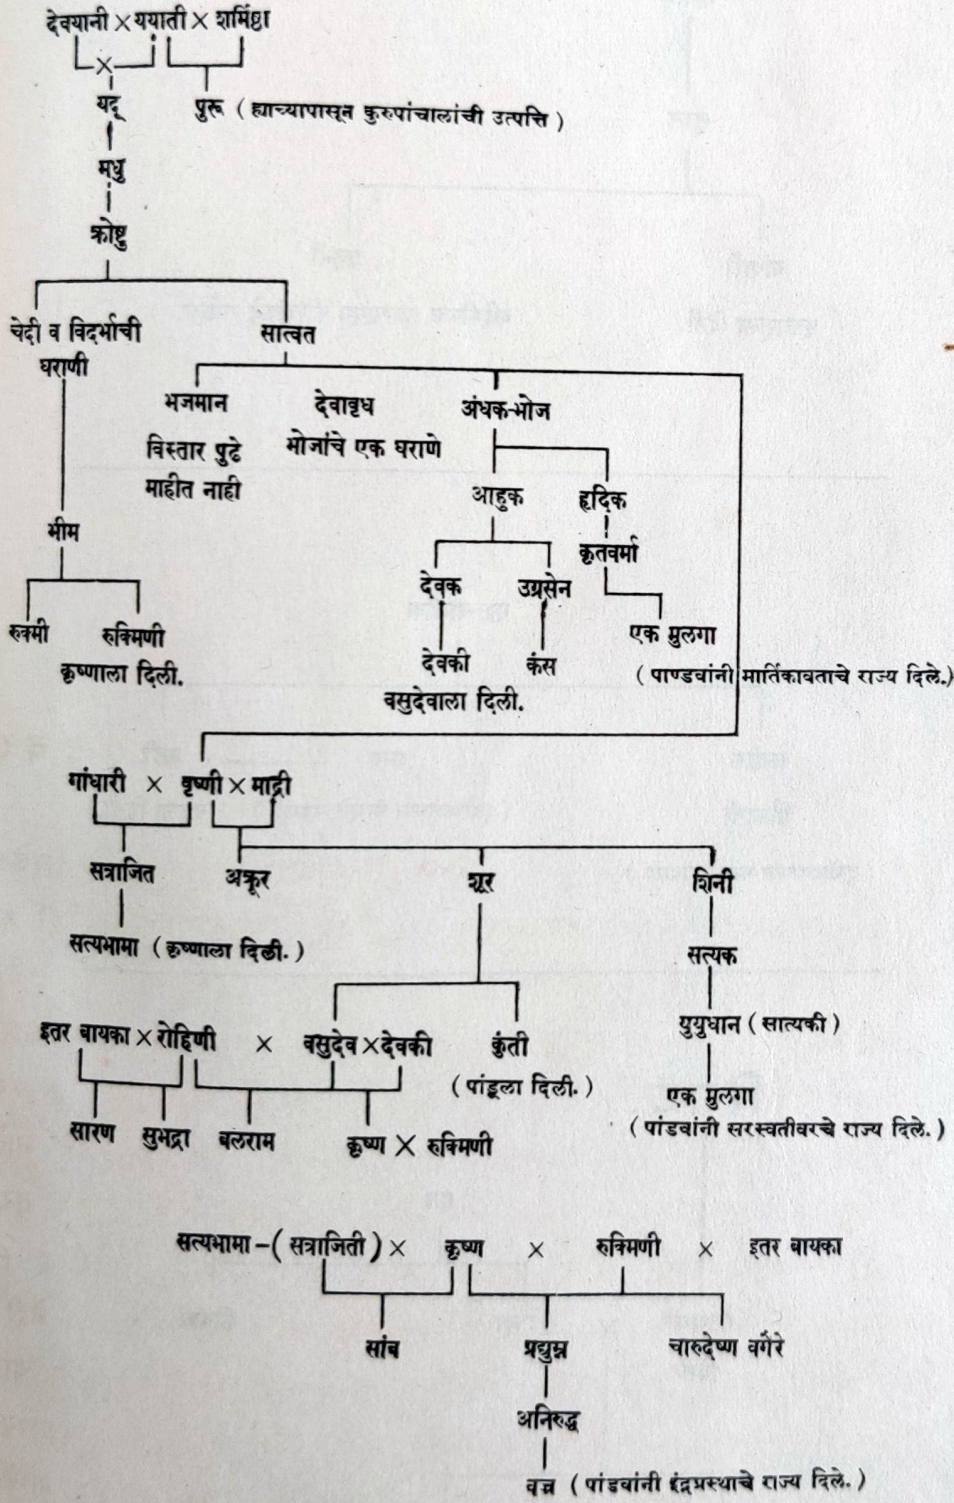 देवयानी × ययाती × शर्मिष्ठा
×
यदू पुरू ( ह्याच्यापासून कुरुपांचालांची उत्पत्ति )
मधु
क्रोष्टु
चेदी व विदर्भाची सात्वत
घराणी
भजमान देवावृध अंधक-भोज
विस्तार पुढे भोजांचे एक घराणे
माहीत नाही
आहुक हृदिक
भीम
कृतवर्मा
देवक उग्रसेन
रुक्मी रुक्मिणी एक मुलगा
कृष्णाला दिली.
देवकी कंस ( पाण्डवांनी मार्तिकावताचे राज्य दिले.)
वसुदेवाला दिली.
गांधारी × वृष्णी × माद्री
सत्राजित अक्रूर शूर शिनी
सत्यभामा ( कृष्णाला दिली. ) सत्यक
इतर बायका × रोहिणी × वसुदेव × देवकी कुंती युयुधान ( सात्यकी )
( पांडूला दिली. ) एक मुलगा
सारण सुभद्रा बलराम कृष्ण × रुक्मिणी ( पांडवांनी सरस्वतीवरचे राज्य दिले. )
सत्यभामा - ( सत्राजिती ) × कृष्ण × रुक्मिणी × इतर बायका
सांब प्रद्युम्न चारुदेष्ण वगैरे
अनिरुद्ध
वज्र ( पांडवांनी इंद्रप्रस्थाचे राज्य दिले. )